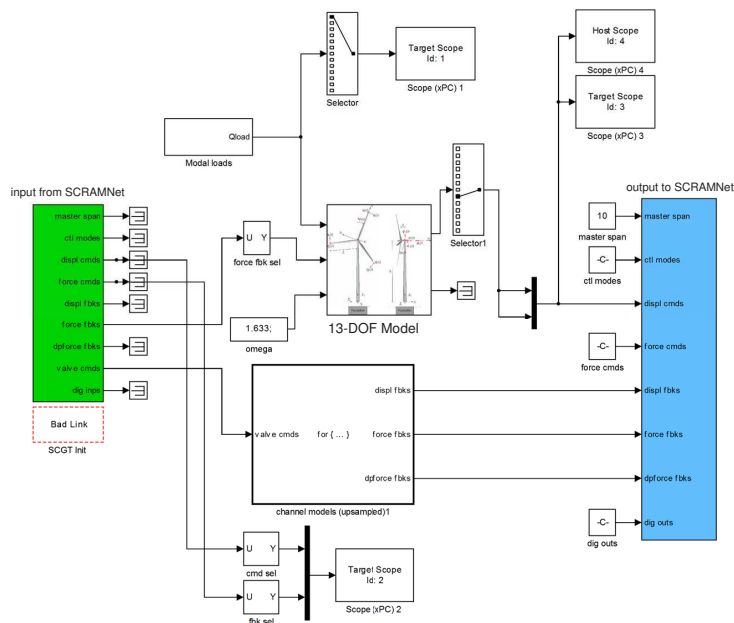 Host Scope
Id: 4
Scope (xPC) 4
Target Scope
Id: 1
Scope (xPC) 1
Selector
Target Scope
Id: 3
Scope (xPC) 3
Qload
Modal loads
Selector1
input from SCRAMNet
master span
ctl modes
displ cmds
force cmds
displ fbks
force fbks
dpforce fbks
valve cmds
dig inps
Bad Link
SCGT Init
U Y
force fbk sel
1.633;
omega
13-DOF Model
output to SCRAMNet
10
master span
master span
-C-
ctl modes
ctl modes
displ cmds
-C-
force cmds
force cmds
displ fbks
force fbks
dpforce fbks
-C-
dig outs
dig outs
valve cmds
for { ... }
displ fbks
force fbks
dpforce fbks
channel models (upsampled)1
U Y
cmd sel
U Y
fbk sel
Target Scope
Id: 2
Scope (xPC) 2